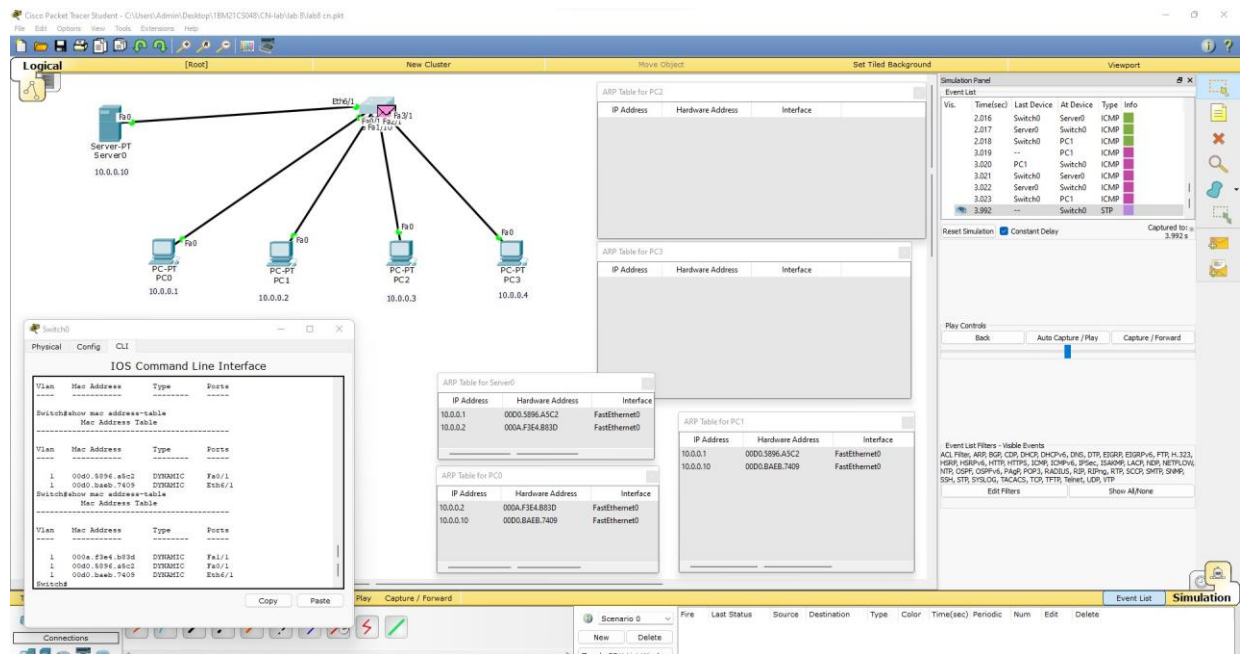 Cisco Packet Tracer Student - C:\Users\Admin\Desktop\1BM21CS048\CN-lab\lab 8\lab8 cn.pkt
File Edit Options View Tools Extensions Help
Logical [Root] New Cluster Move Object Set Tiled Background Viewport
Fa0
Server-PT
Server0
10.0.0.10
Eth6/1
Fa0/1 Fa2/1
Fa3/1
Fa0
PC-PT
PC0
10.0.0.1
Fa0
PC-PT
PC1
10.0.0.2
Fa0
PC-PT
PC2
10.0.0.3
Fa0
PC-PT
PC3
10.0.0.4
ARP Table for PC2
IP Address Hardware Address Interface
ARP Table for PC3
IP Address Hardware Address Interface
Simulation Panel
Event List
Vis. Time(sec) Last Device At Device Type Info
2.016 Switch0 Server0 ICMP
2.017 Server0 Switch0 ICMP
2.018 Switch0 PC1 ICMP
3.019 -- PC1 ICMP
3.020 PC1 Switch0 ICMP
3.021 Switch0 Server0 ICMP
3.022 Server0 Switch0 ICMP
3.023 Switch0 PC1 ICMP
3.992 -- Switch0 STP
Reset Simulation Constant Delay Captured to:
3.992 s
Play Controls
Back Auto Capture / Play Capture / Forward
Event List Filters - Visible Events
ACL Filter, ARP, BGP, CDP, DHCP, DHCPv6, DNS, DTP, EIGRP, EIGRPv6, FTP, H.323,
HSRP, HSRPv6, HTTP, HTTPS, ICMP, ICMPv6, IPSec, ISAKMP, LACP, NDP, NETFLOW,
NTP, OSPF, OSPFv6, PAgP, POP3, RADIUS, RIP, RIPng, RTP, SCCP, SMTP, SNMP,
SSH, STP, SYSLOG, TACACS, TCP, TFTP, Telnet, UDP, VTP
Edit Filters Show All/None
Switch0
Physical Config CLI
IOS Command Line Interface
Vlan Mac Address Type Ports
---- ----------- ---- -----
Switch#show mac address-table
Mac Address Table
-------------------------------------------
Vlan Mac Address Type Ports
---- ----------- ---- -----
1 00d0.5896.a5c2 DYNAMIC Fa0/1
1 00d0.baeb.7409 DYNAMIC Eth6/1
Switch#show mac address-table
Mac Address Table
-------------------------------------------
Vlan Mac Address Type Ports
---- ----------- ---- -----
1 000a.f3e4.b83d DYNAMIC Fa1/1
1 00d0.5896.a5c2 DYNAMIC Fa0/1
1 00d0.baeb.7409 DYNAMIC Eth6/1
Switch#
Copy Paste
ARP Table for Server0
IP Address Hardware Address Interface
10.0.0.1 00D0.5896.A5C2 FastEthernet0
10.0.0.2 000A.F3E4.B83D FastEthernet0
ARP Table for PC0
IP Address Hardware Address Interface
10.0.0.2 000A.F3E4.B83D FastEthernet0
10.0.0.10 00D0.BAEB.7409 FastEthernet0
ARP Table for PC1
IP Address Hardware Address Interface
10.0.0.1 00D0.5896.A5C2 FastEthernet0
10.0.0.10 00D0.BAEB.7409 FastEthernet0
Play Capture / Forward
Event List Simulation
Connections
Scenario 0
New Delete
Fire Last Status Source Destination Type Color Time(sec) Periodic Num Edit Delete